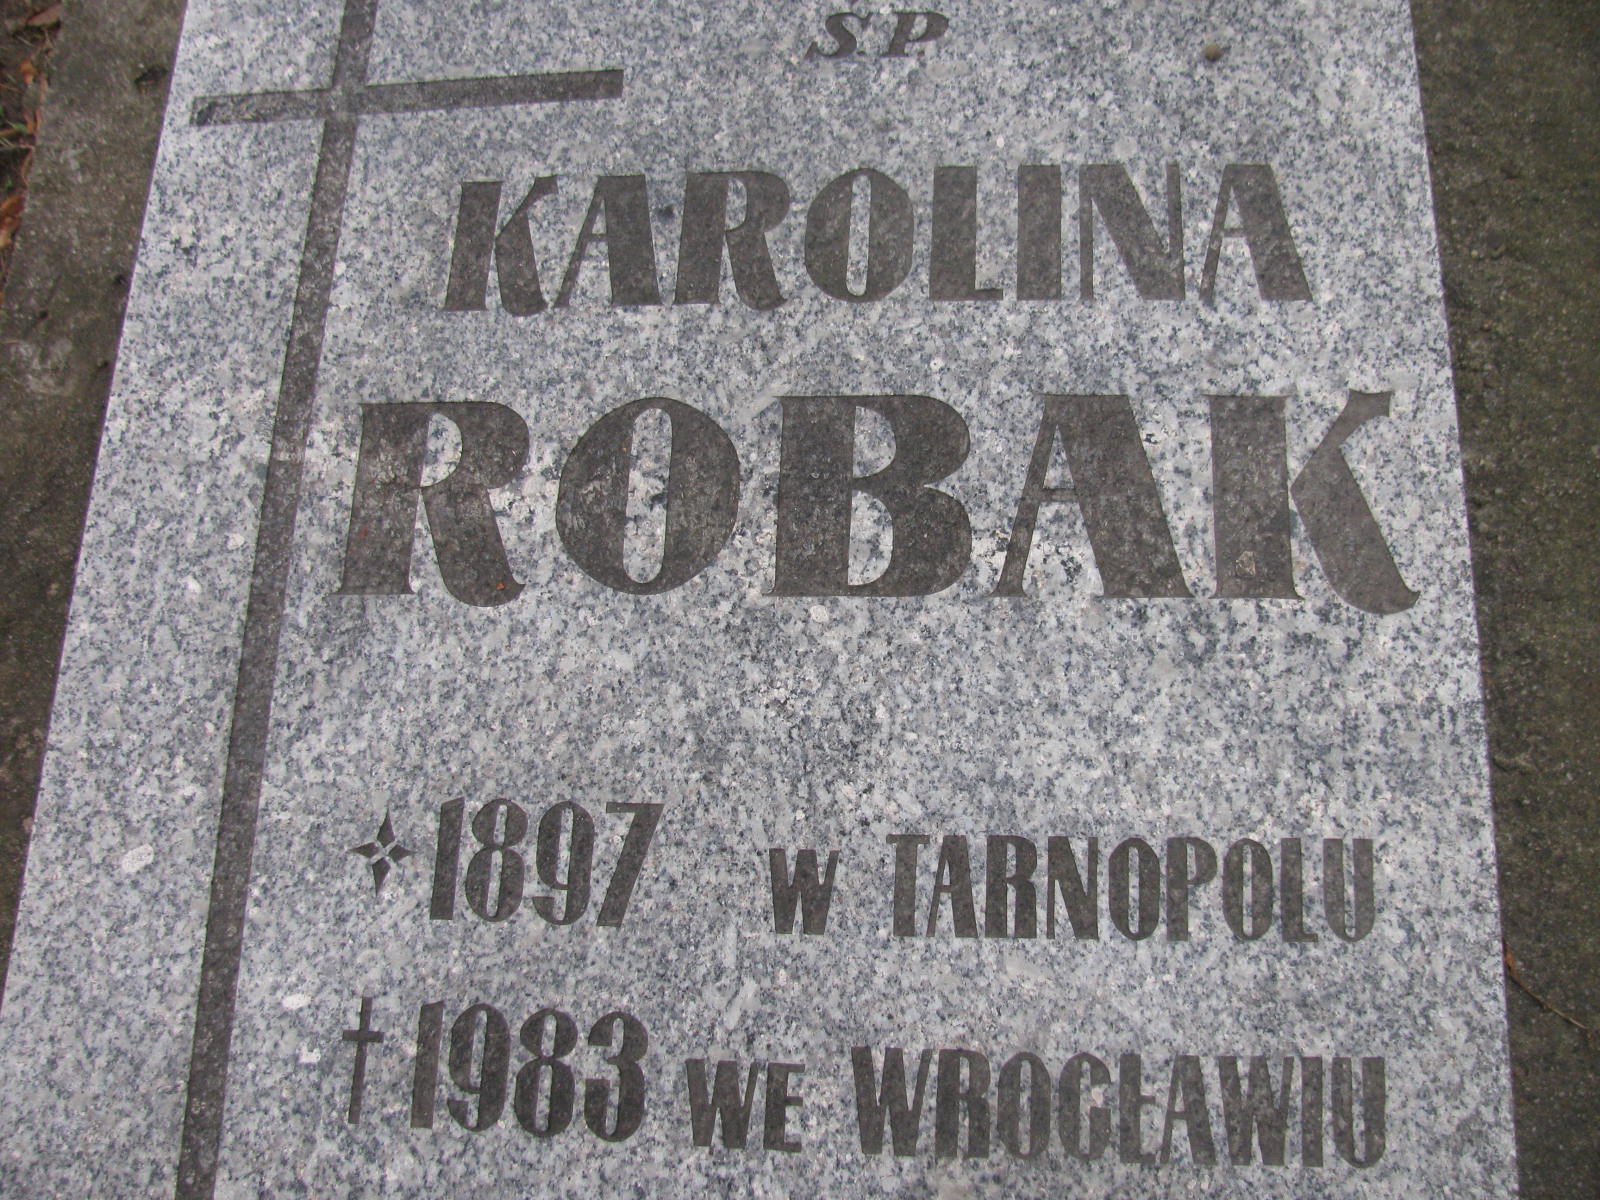 SP
KAROLINA
ROBAK
1897 W TARNOPOLU
1983 WE WROCŁAWIU